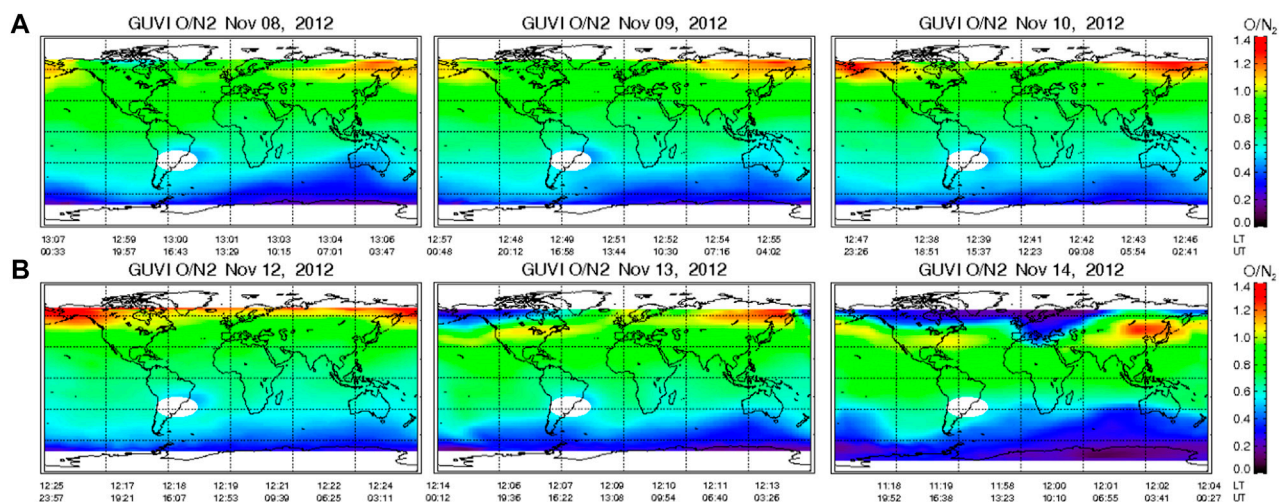 A
GUVI O/N2 Nov 08, 2012
GUVI O/N2 Nov 09, 2012
GUVI O/N2 Nov 10, 2012
O/N₂
1.4
1.2
1.0
0.8
0.6
0.4
0.2
0.0
13:07 12:59 13:00 13:01 13:03 13:04 13:06
00:33 19:57 16:43 13:29 10:15 07:01 03:47
12:57 12:48 12:49 12:51 12:52 12:54 12:55
00:48 20:12 16:58 13:44 10:30 07:16 04:02
12:47 12:38 12:39 12:41 12:42 12:43 12:46 LT
23:26 18:51 15:37 12:23 09:08 05:54 02:41 UT
B
GUVI O/N2 Nov 12, 2012
GUVI O/N2 Nov 13, 2012
GUVI O/N2 Nov 14, 2012
O/N₂
1.4
1.2
1.0
0.8
0.6
0.4
0.2
0.0
12:25 12:17 12:18 12:19 12:21 12:22 12:24
23:57 19:21 16:07 12:53 09:39 06:25 03:11
12:14 12:06 12:07 12:09 12:10 12:11 12:13
00:12 19:36 16:22 13:08 09:54 06:40 03:26
11:18 11:19 11:58 12:00 12:01 12:02 12:04 LT
19:52 16:38 13:23 10:10 06:55 03:41 00:27 UT